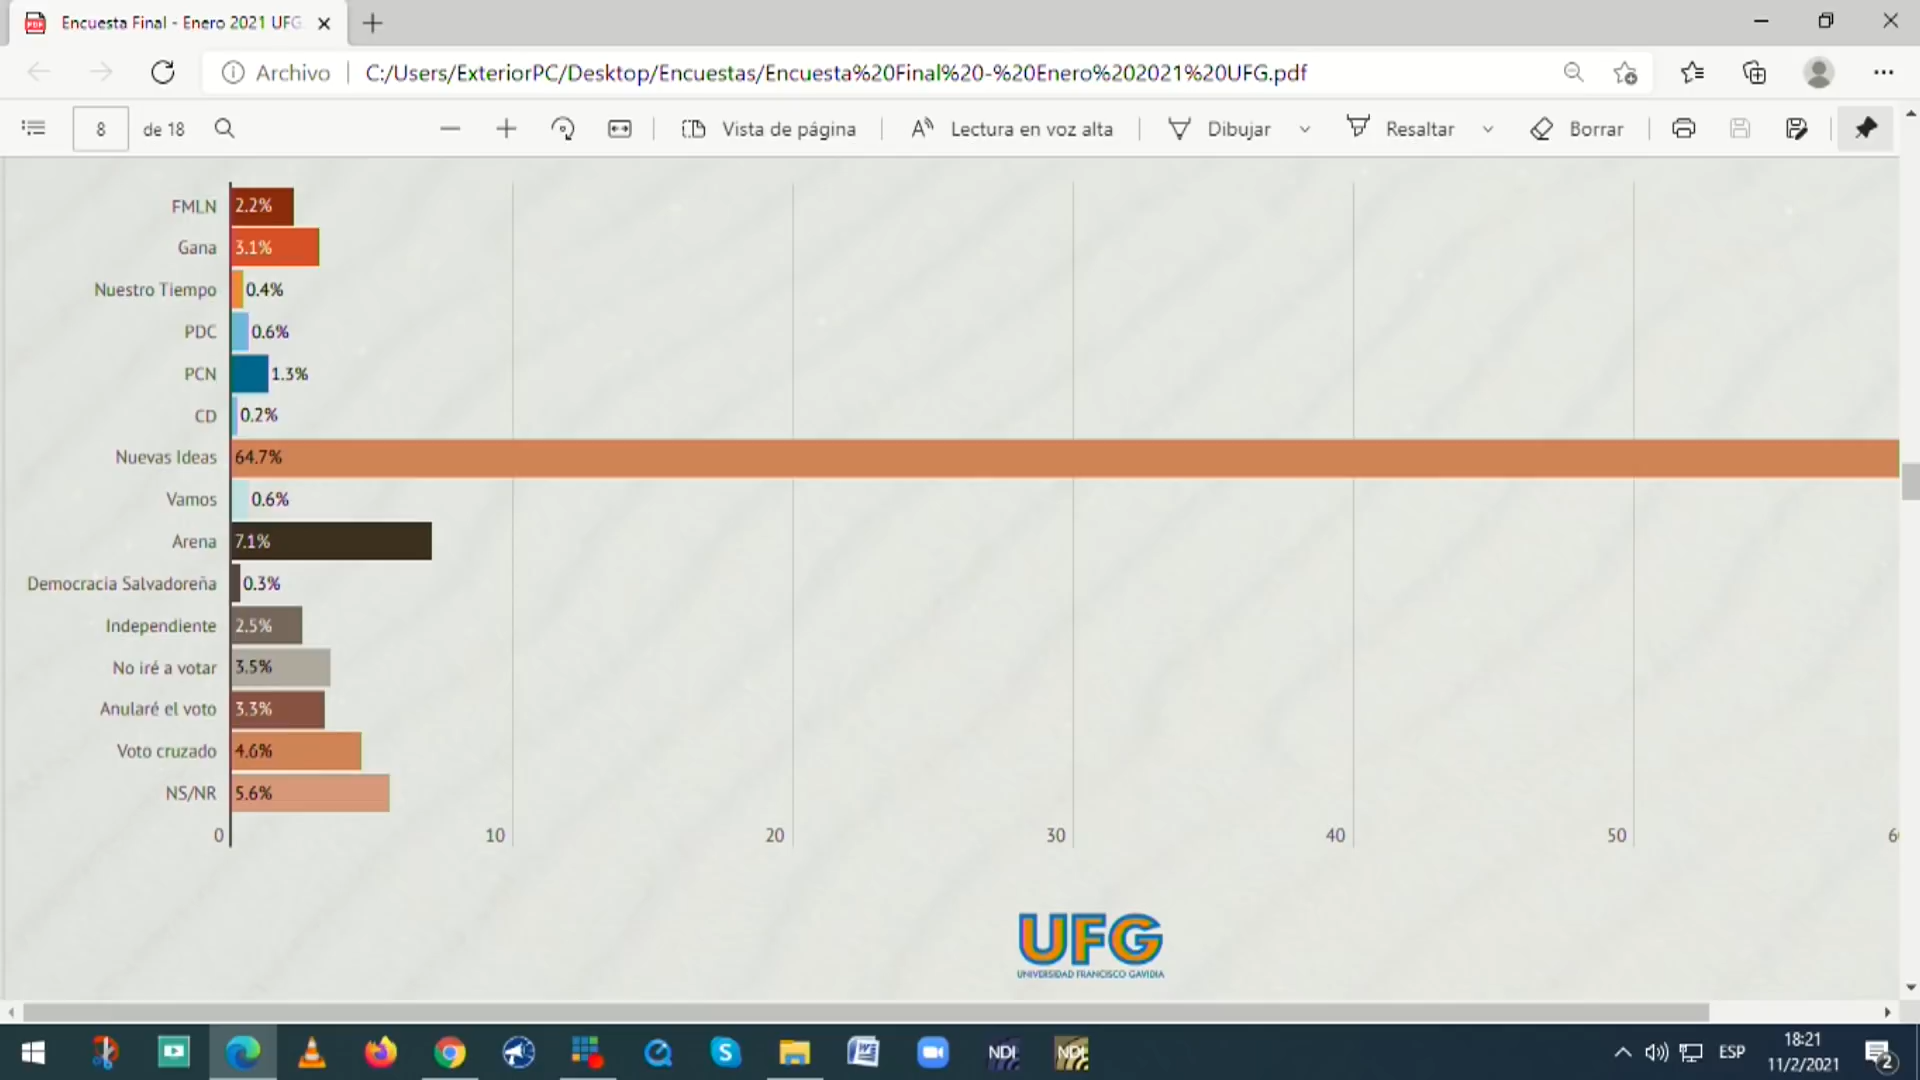 Encuesta Final - Enero 2021 UFG
Archivo C:/Users/ExteriorPC/Desktop/Encuestas/Encuesta%20Final%20-%20Enero%202021%20UFG.pdf
8 de 18 Vista de página Lectura en voz alta Dibujar Resaltar Borrar
FMLN 2.2%
Gana 3.1%
Nuestro Tiempo 0.4%
PDC 0.6%
PCN 1.3%
CD 0.2%
Nuevas Ideas 64.7%
Vamos 0.6%
Arena 7.1%
Democracia Salvadoreña 0.3%
Independiente 2.5%
No iré a votar 3.5%
Anularé el voto 3.3%
Voto cruzado 4.6%
NS/NR 5.6%
0 10 20 30 40 50
UFG
UNIVERSIDAD FRANCISCO GAVIDIA
NDI NDI ESP 18:21
11/2/2021 2